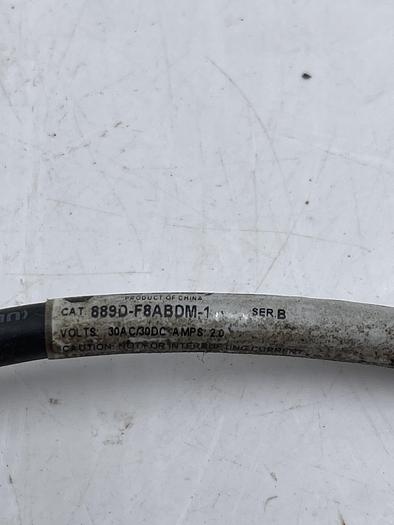 PRODUCT OF CHINA
CAT. 889D-F8ABDM-1 SER. B
VOLTS: 30AC/30DC AMPS: 2.0
CAUTION: NOT FOR INTERRUPTING CURRENT